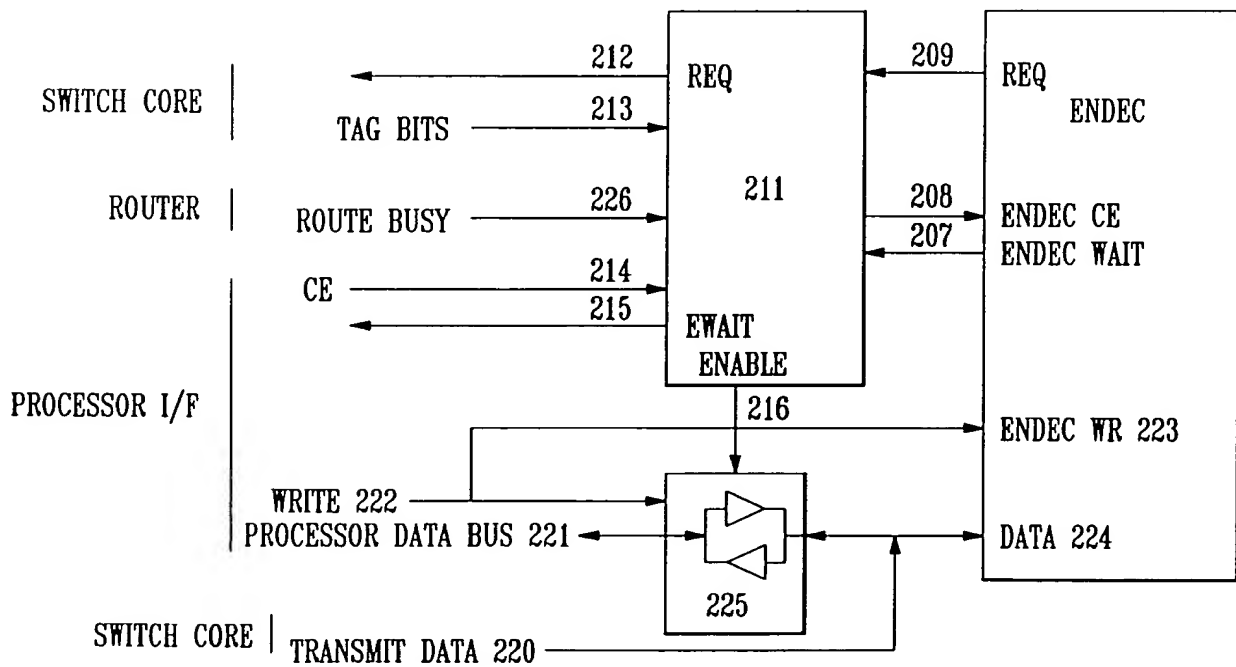 212
209
SWITCH CORE
REQ
REQ
213
ENDEC
TAG BITS
211
ROUTER
226
208
ROUTE BUSY
ENDEC CE
207
214
ENDEC WAIT
CE
215
EWAIT
ENABLE
PROCESSOR I/F
216
ENDEC WR 223
WRITE 222
PROCESSOR DATA BUS 221
DATA 224
225
SWITCH CORE
TRANSMIT DATA 220